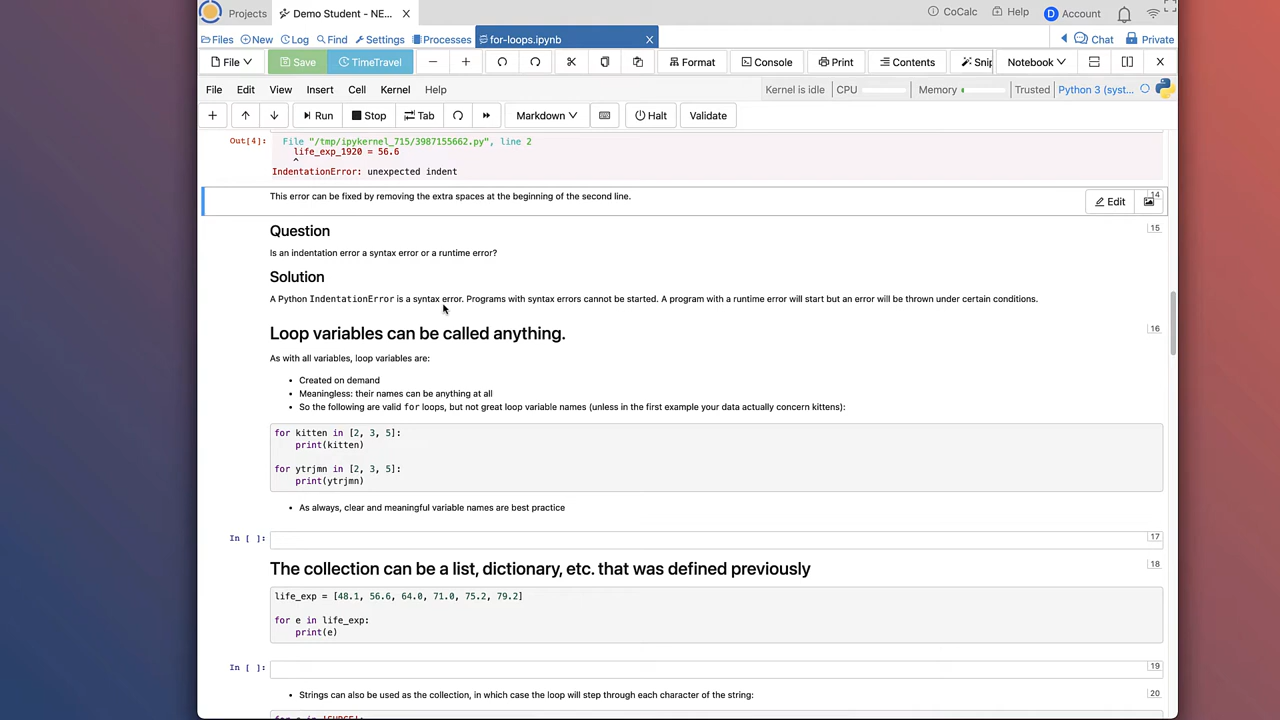 Projects
Demo Student - NE...
CoCalc
Help
Account
Files
New
Log
Find
Settings
Processes
for-loops.ipynb
Chat
Private
File
Save
TimeTravel
Format
Console
Print
Contents
Snip
Notebook
File Edit View Insert Cell Kernel Help
Kernel is idle
CPU
Memory
Trusted
Python 3 (syst...
Run
Stop
Tab
Markdown
Halt
Validate
Out[4]:
File "/tmp/ipykernel_715/3987155662.py", line 2
life_exp_1920 = 56.6
^
IndentationError: unexpected indent
This error can be fixed by removing the extra spaces at the beginning of the second line.
Edit
14
Question
15
Is an indentation error a syntax error or a runtime error?
Solution
A Python IndentationError is a syntax error. Programs with syntax errors cannot be started. A program with a runtime error will start but an error will be thrown under certain conditions.
Loop variables can be called anything.
16
As with all variables, loop variables are:
• Created on demand
• Meaningless: their names can be anything at all
• So the following are valid for loops, but not great loop variable names (unless in the first example your data actually concern kittens):
for kitten in [2, 3, 5]:
print(kitten)
for ytrjmn in [2, 3, 5]:
print(ytrjmn)
• As always, clear and meaningful variable names are best practice
In [ ]:
17
The collection can be a list, dictionary, etc. that was defined previously
18
life_exp = [48.1, 56.6, 64.0, 71.0, 75.2, 79.2]
for e in life_exp:
print(e)
In [ ]:
19
• Strings can also be used as the collection, in which case the loop will step through each character of the string:
20